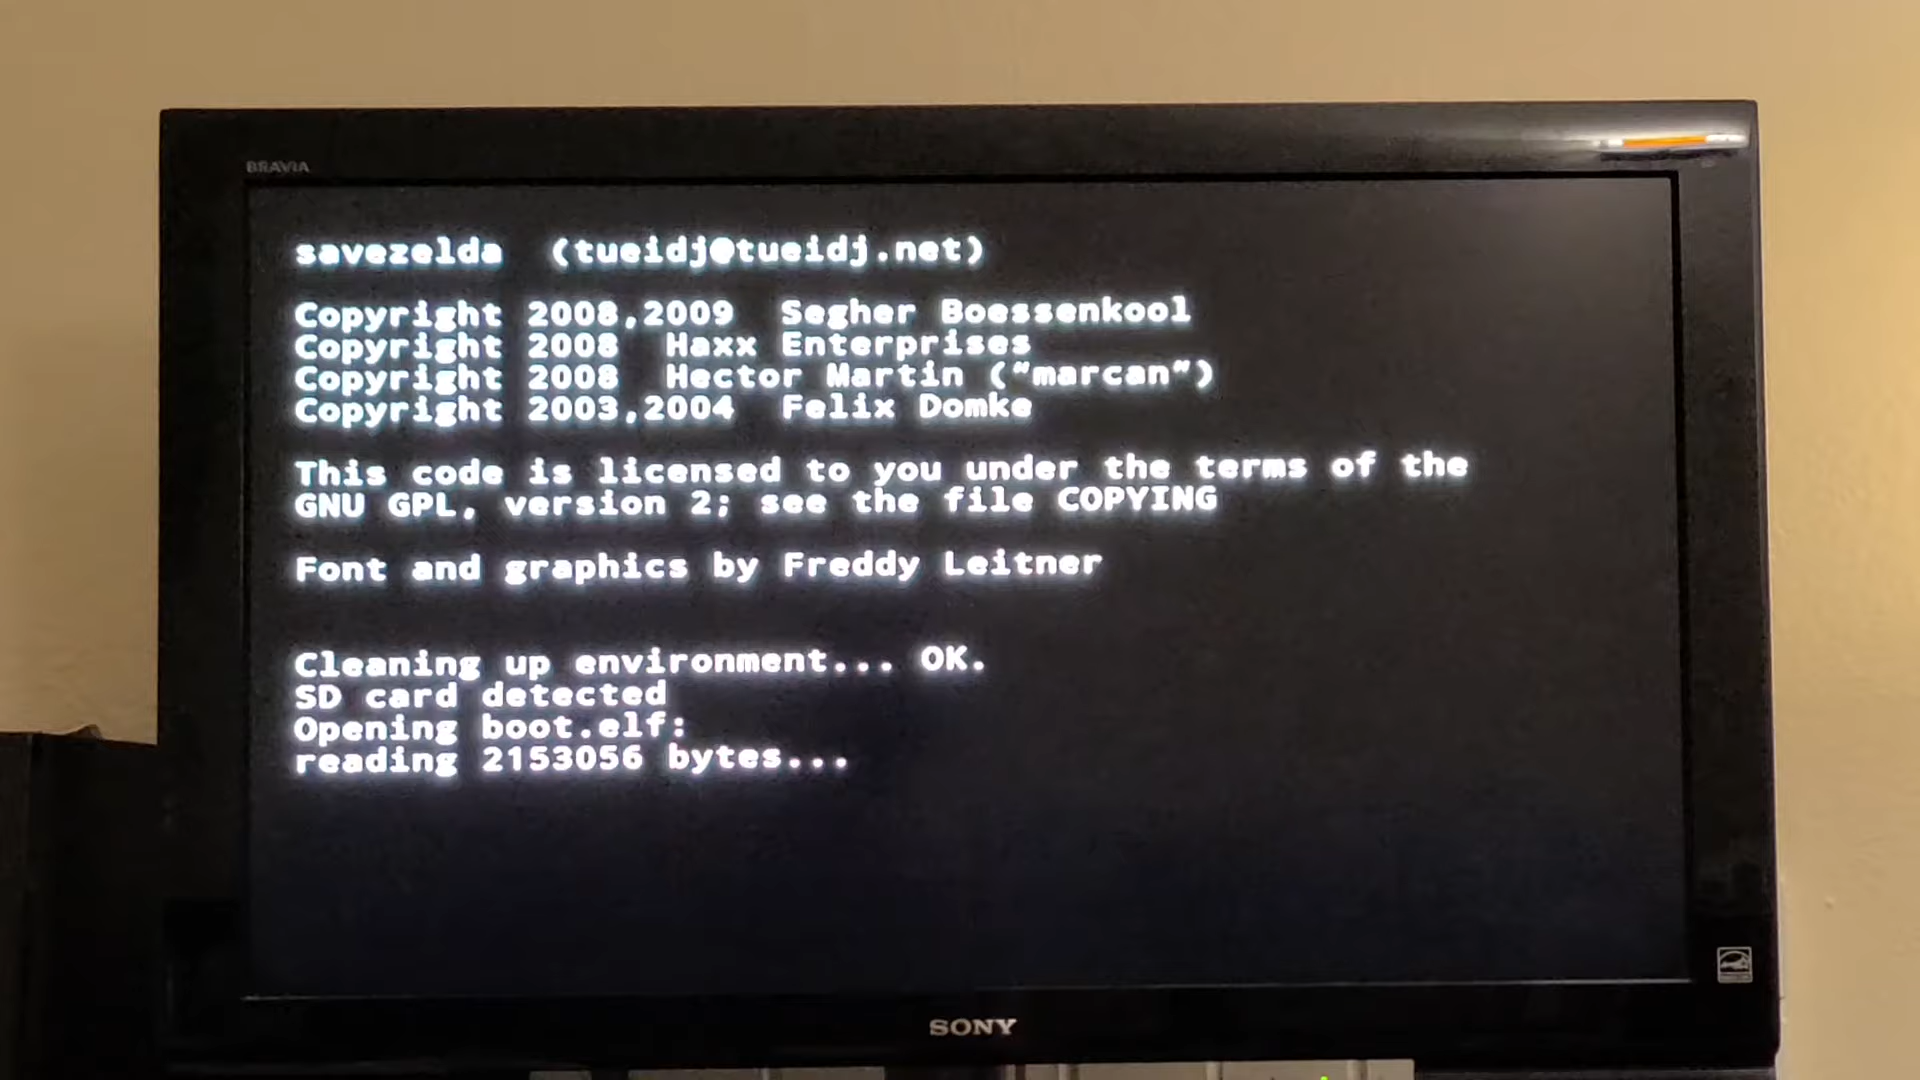 BRAVIA
savezelda (tueidj@tueidj.net)
Copyright 2008,2009 Segher Boessenkool
Copyright 2008 Haxx Enterprises
Copyright 2008 Hector Martin ("marcan")
Copyright 2003,2004 Felix Domke
This code is licensed to you under the terms of the
GNU GPL, version 2; see the file COPYING
Font and graphics by Freddy Leitner
Cleaning up environment... OK.
SD card detected
Opening boot.elf:
reading 2153056 bytes...
SONY